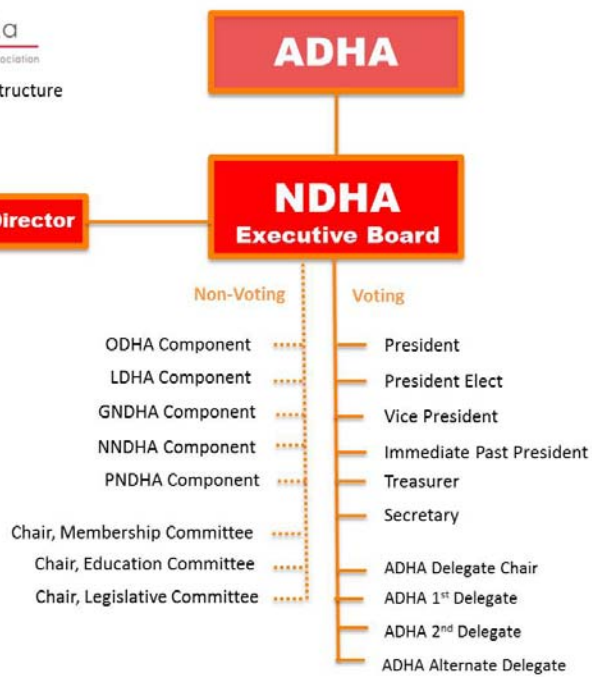 ADHA
NDHA
Executive Board
Director
Non-Voting
Voting
ODHA Component
LDHA Component
GNDHA Component
NNDHA Component
PNDHA Component
Chair, Membership Committee
Chair, Education Committee
Chair, Legislative Committee
President
President Elect
Vice President
Immediate Past President
Treasurer
Secretary
ADHA Delegate Chair
ADHA 1st Delegate
ADHA 2nd Delegate
ADHA Alternate Delegate